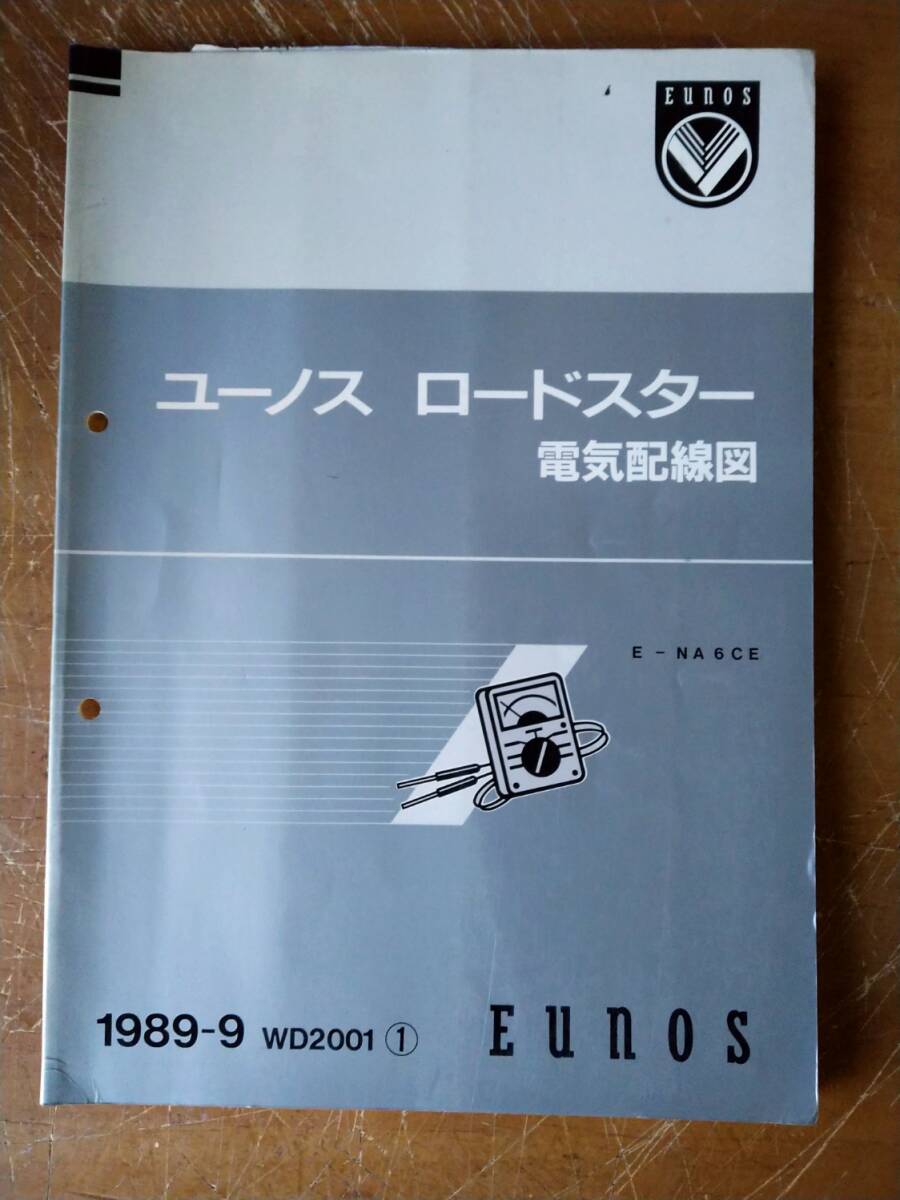 EUNOS
ユーノス ロードスター
電気配線図
E-NA6CE
1989-9 WD2001 ①
EUNOS